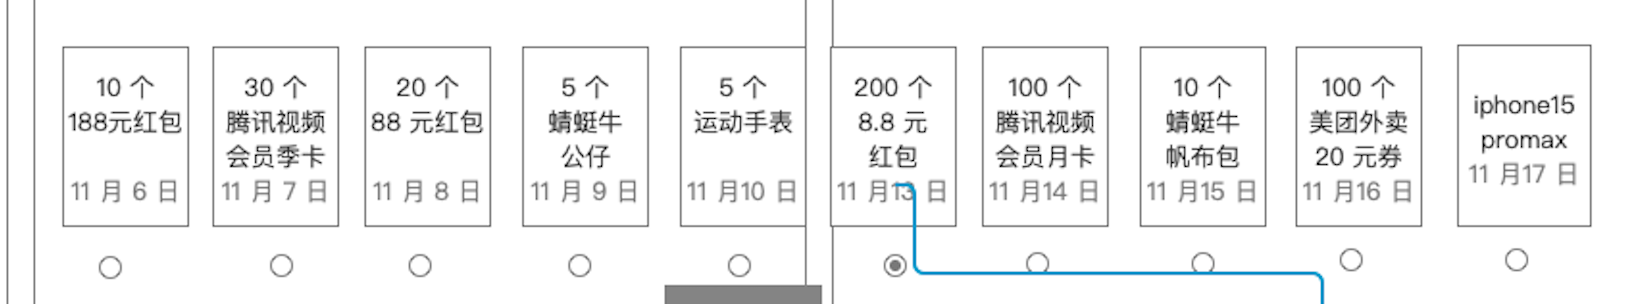 10 个
188元红包
11 月 6 日
30 个
腾讯视频
会员季卡
11 月 7 日
20 个
88 元红包
11 月 8 日
5 个
蜻蜓牛
公仔
11 月 9 日
5 个
运动手表
11 月10 日
200 个
8.8 元
红包
11 月13 日
100 个
腾讯视频
会员月卡
11 月14 日
10 个
蜻蜓牛
帆布包
11 月15 日
100 个
美团外卖
20 元券
11 月16 日
iphone15
promax
11 月17 日